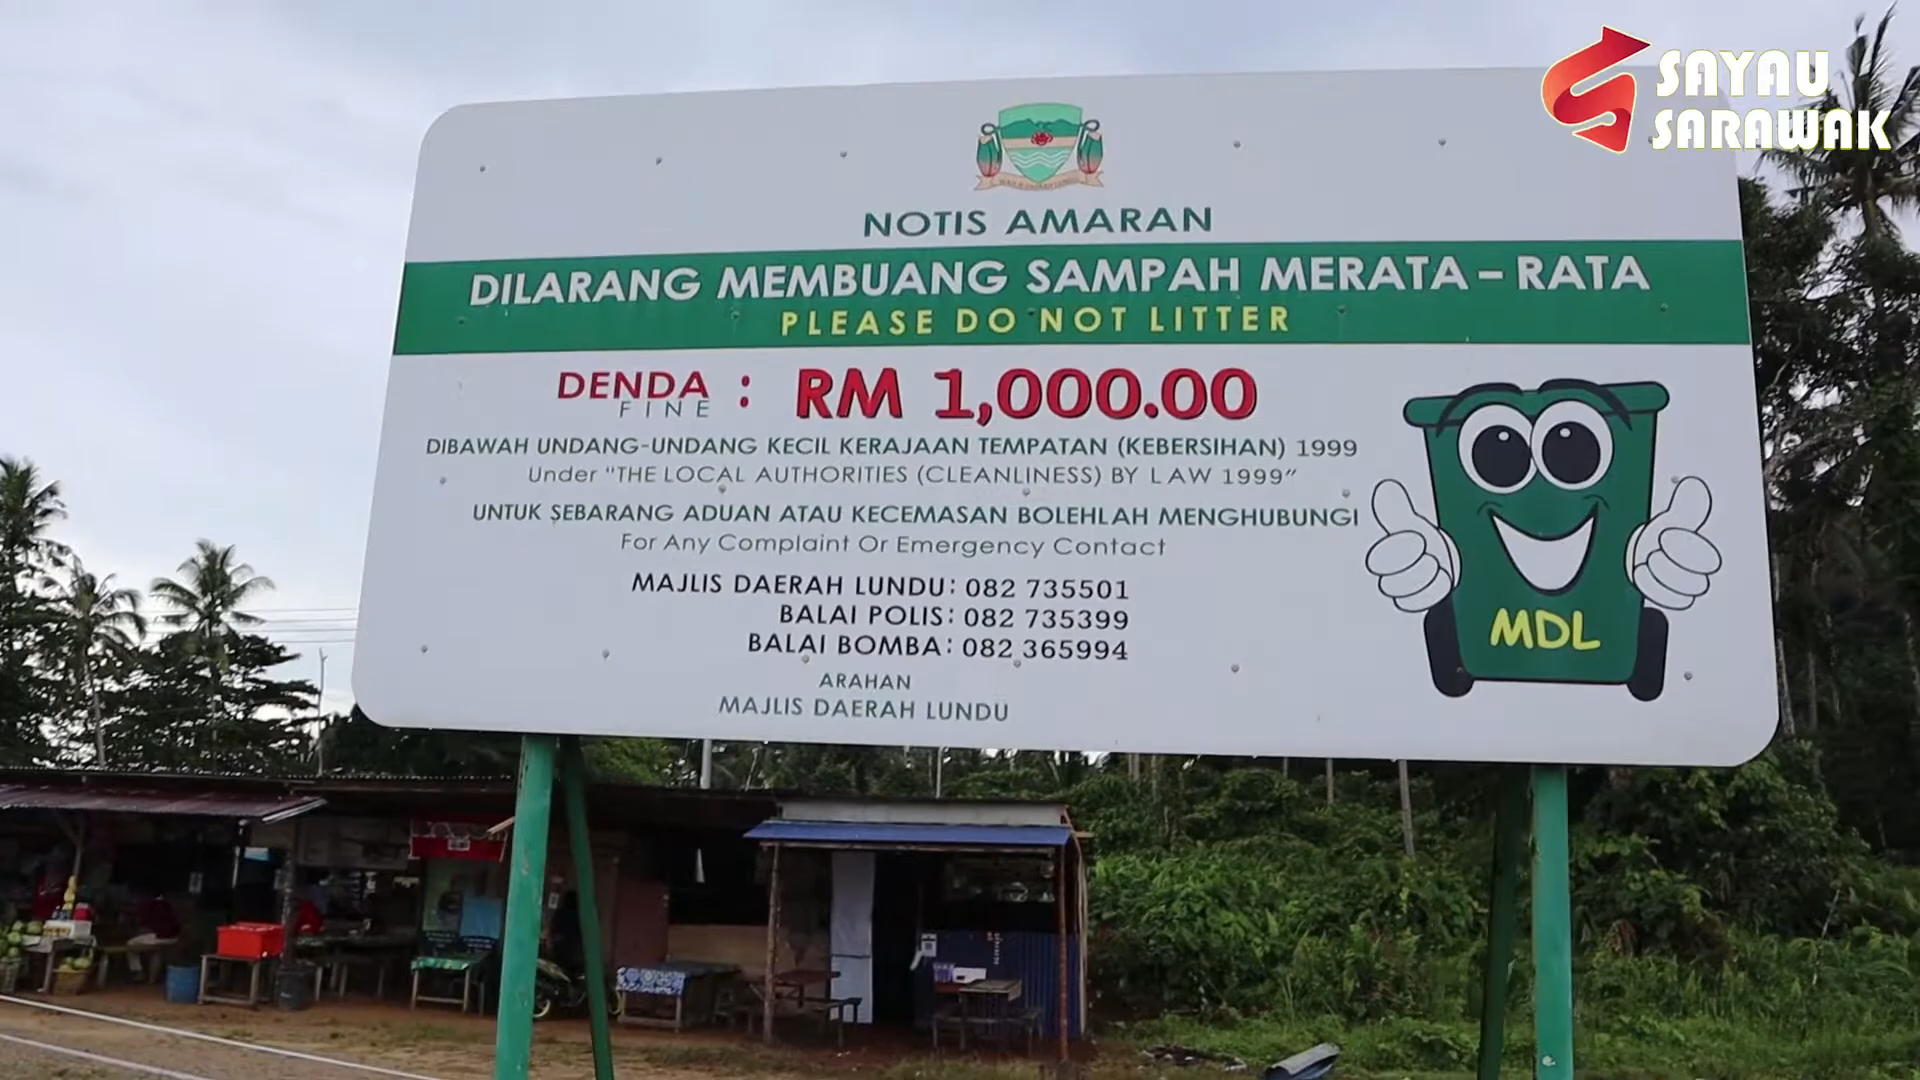 SAYAU
SARAWAK
NOTIS AMARAN
DILARANG MEMBUANG SAMPAH MERATA – RATA
PLEASE DO NOT LITTER
DENDA : RM 1,000.00
FINE
DIBAWAH UNDANG-UNDANG KECIL KERAJAAN TEMPATAN (KEBERSIHAN) 1999
Under "THE LOCAL AUTHORITIES (CLEANLINESS) BY LAW 1999"
UNTUK SEBARANG ADUAN ATAU KECEMASAN BOLEHLAH MENGHUBUNGI
For Any Complaint Or Emergency Contact
MAJLIS DAERAH LUNDU: 082 735501
BALAI POLIS: 082 735399
BALAI BOMBA: 082 365994
ARAHAN
MAJLIS DAERAH LUNDU
MDL